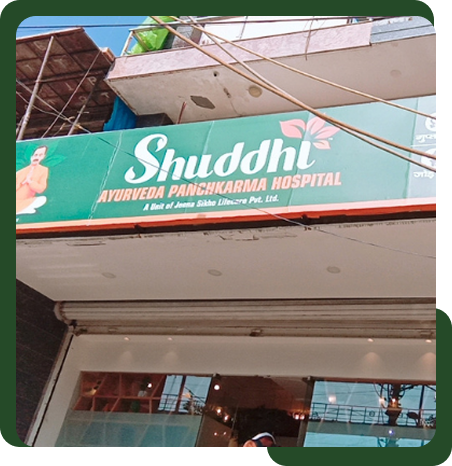 Shuddhi
AYURVEDA PANCHKARMA HOSPITAL
A Unit of Jeena Sikho Lifecare Pvt. Ltd.